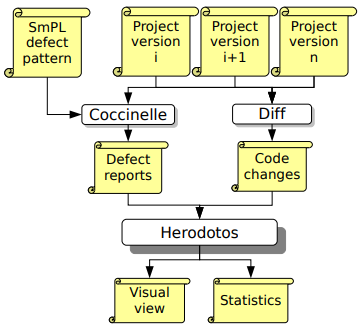 SmPL
defect
pattern
Project
version
i
Project
version
i+1
Project
version
n
Coccinelle
Diff
Defect
reports
Code
changes
Herodotos
Visual
view
Statistics